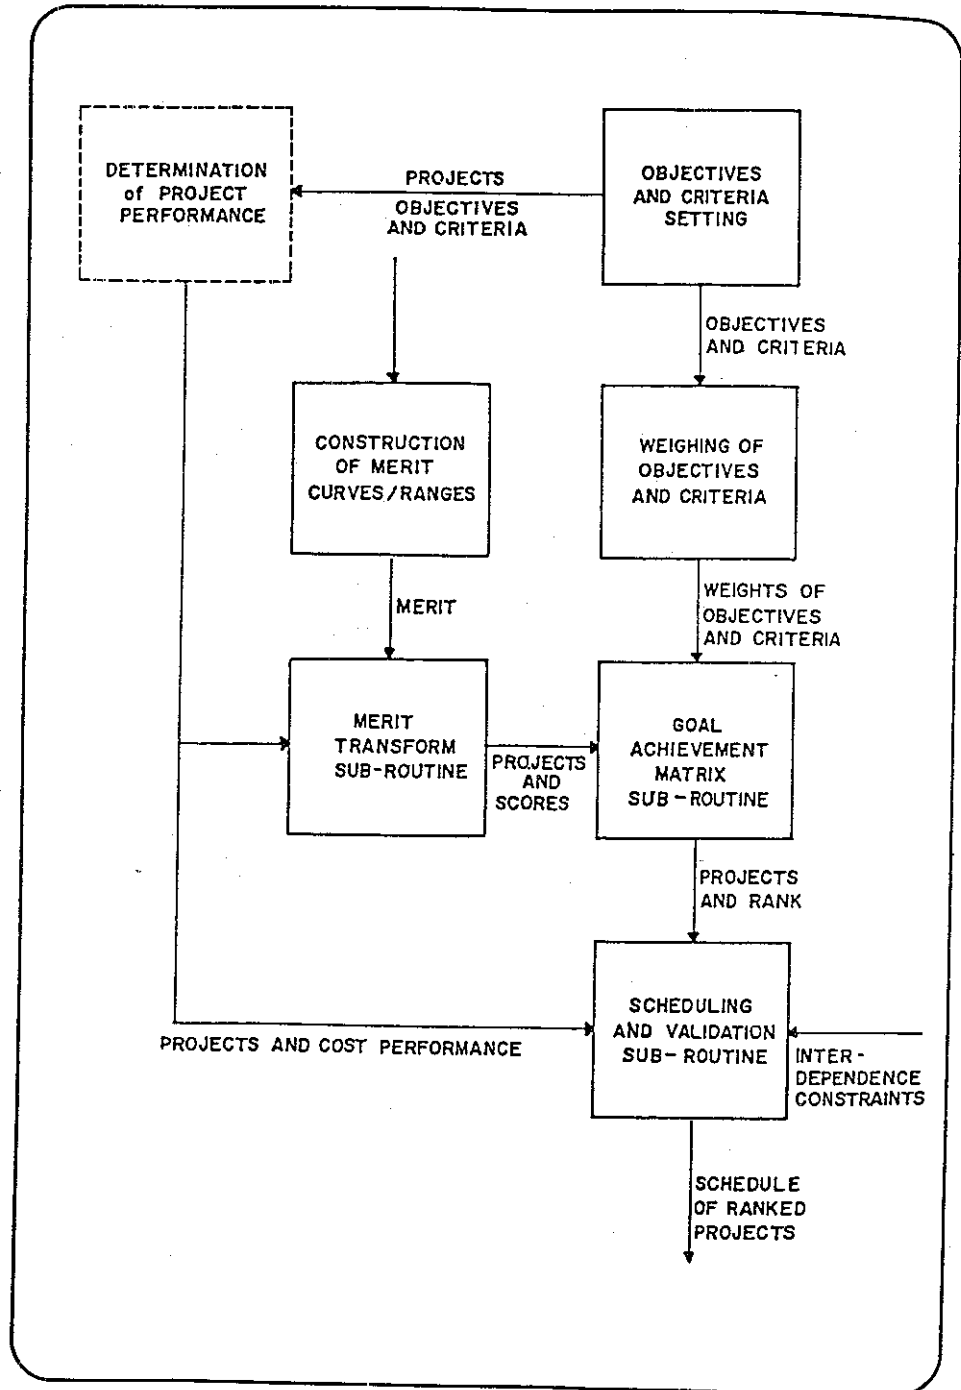 DETERMINATION
of PROJECT
PERFORMANCE
PROJECTS
OBJECTIVES
AND CRITERIA
OBJECTIVES
AND CRITERIA
SETTING
OBJECTIVES
AND CRITERIA
CONSTRUCTION
OF MERIT
CURVES/RANGES
WEIGHING OF
OBJECTIVES
AND CRITERIA
MERIT
WEIGHTS OF
OBJECTIVES
AND CRITERIA
MERIT
TRANSFORM
SUB-ROUTINE
PROJECTS
AND
SCORES
GOAL
ACHIEVEMENT
MATRIX
SUB-ROUTINE
PROJECTS
AND RANK
PROJECTS AND COST PERFORMANCE
SCHEDULING
AND VALIDATION
SUB-ROUTINE
INTER-
DEPENDENCE
CONSTRAINTS
SCHEDULE
OF RANKED
PROJECTS